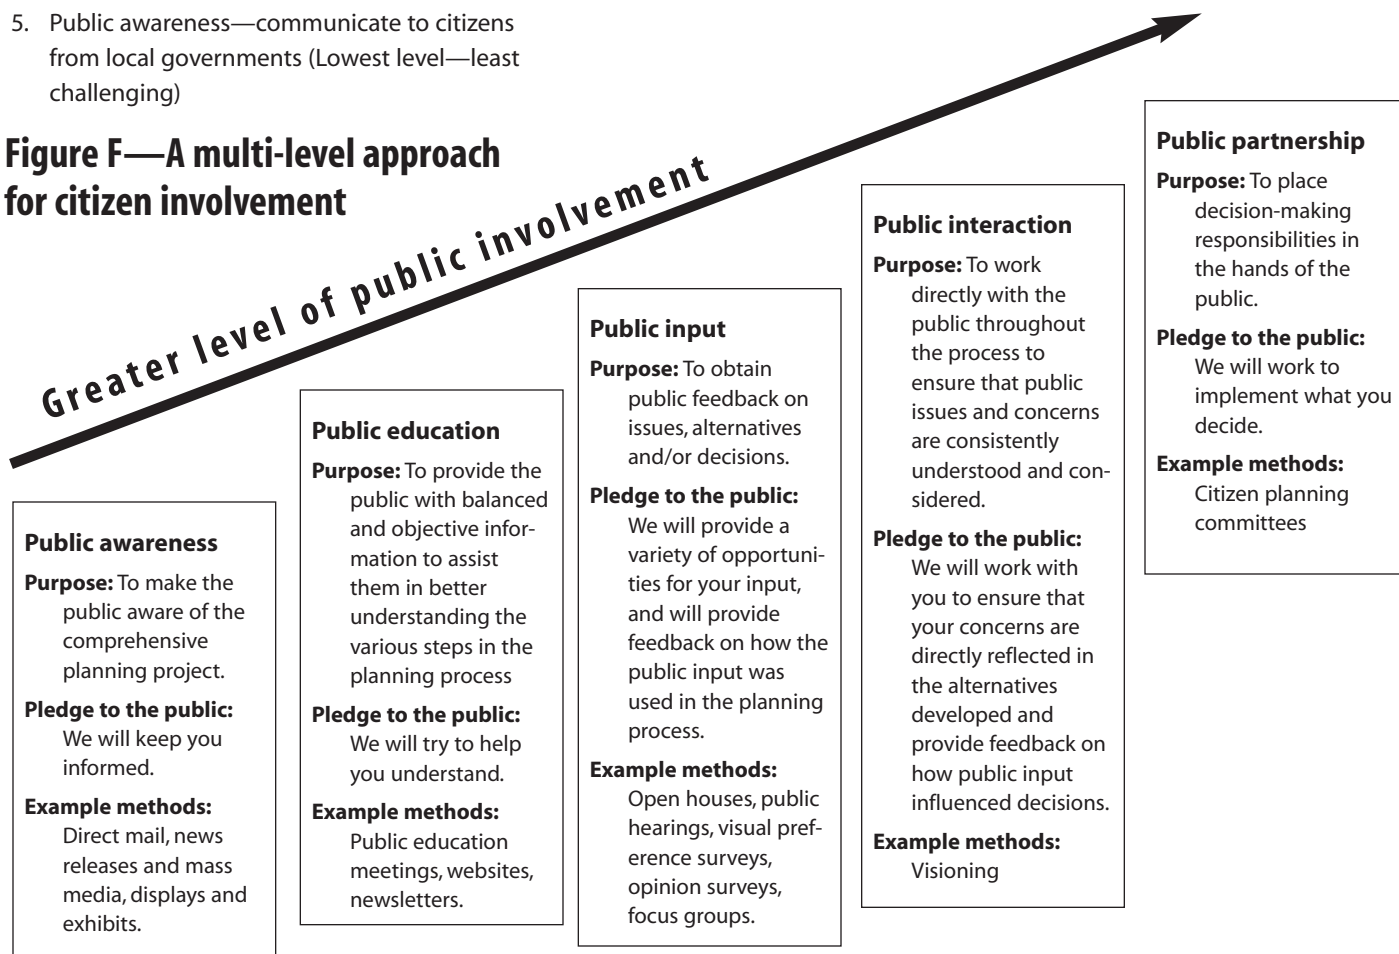 5. Public awareness—communicate to citizens
from local governments (Lowest level—least
challenging)
Figure F—A multi-level approach
for citizen involvement
Greater level of public involvement
Public awareness
Purpose: To make the
public aware of the
comprehensive
planning project.
Pledge to the public:
We will keep you
informed.
Example methods:
Direct mail, news
releases and mass
media, displays and
exhibits.
Public education
Purpose: To provide the
public with balanced
and objective infor-
mation to assist
them in better
understanding the
various steps in the
planning process
Pledge to the public:
We will try to help
you understand.
Example methods:
Public education
meetings, websites,
newsletters.
Public input
Purpose: To obtain
public feedback on
issues, alternatives
and/or decisions.
Pledge to the public:
We will provide a
variety of opportuni-
ties for your input,
and will provide
feedback on how the
public input was
used in the planning
process.
Example methods:
Open houses, public
hearings, visual pref-
erence surveys,
opinion surveys,
focus groups.
Public interaction
Purpose: To work
directly with the
public throughout
the process to
ensure that public
issues and concerns
are consistently
understood and con-
sidered.
Pledge to the public:
We will work with
you to ensure that
your concerns are
directly reflected in
the alternatives
developed and
provide feedback on
how public input
influenced decisions.
Example methods:
Visioning
Public partnership
Purpose: To place
decision-making
responsibilities in
the hands of the
public.
Pledge to the public:
We will work to
implement what you
decide.
Example methods:
Citizen planning
committees